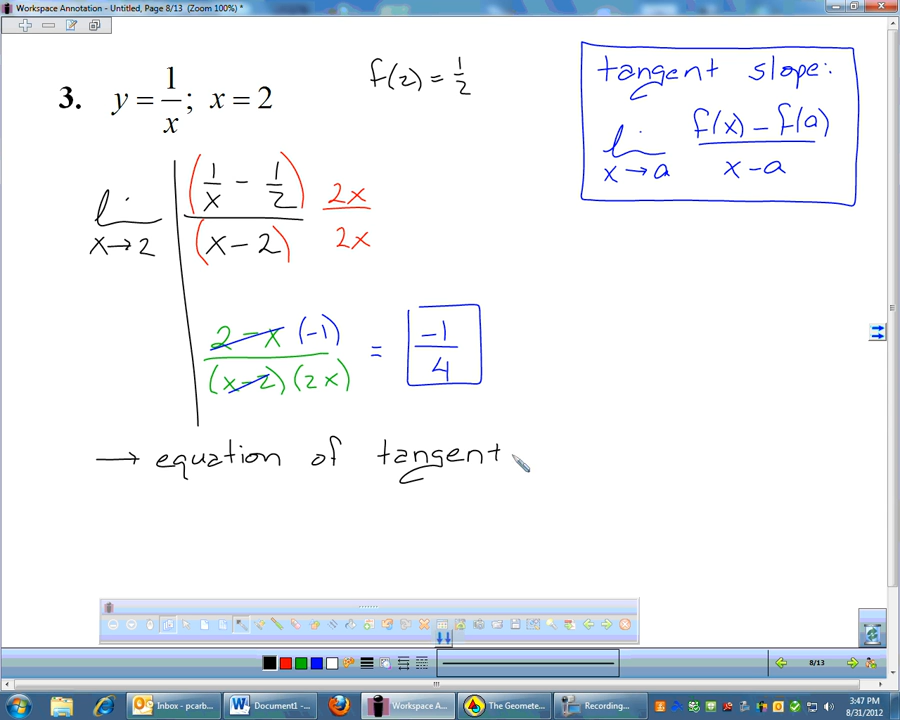 Workspace Annotation - Untitled, Page 8/13 (Zoom 100%) *
3. y = 1/x ; x = 2
f(2) = 1/2
tangent slope:
lim x→a f(x) - f(a) / x - a
lim x→2 (1/x - 1/2) / (x - 2) 2x / 2x
2 - x (-1) / (x-2) (2x) = -1 / 4
→ equation of tangent
8/13
Inbox - pcarb...
Document1 -...
Workspace A...
The Geomete...
Recording...
3:47 PM
8/31/2012